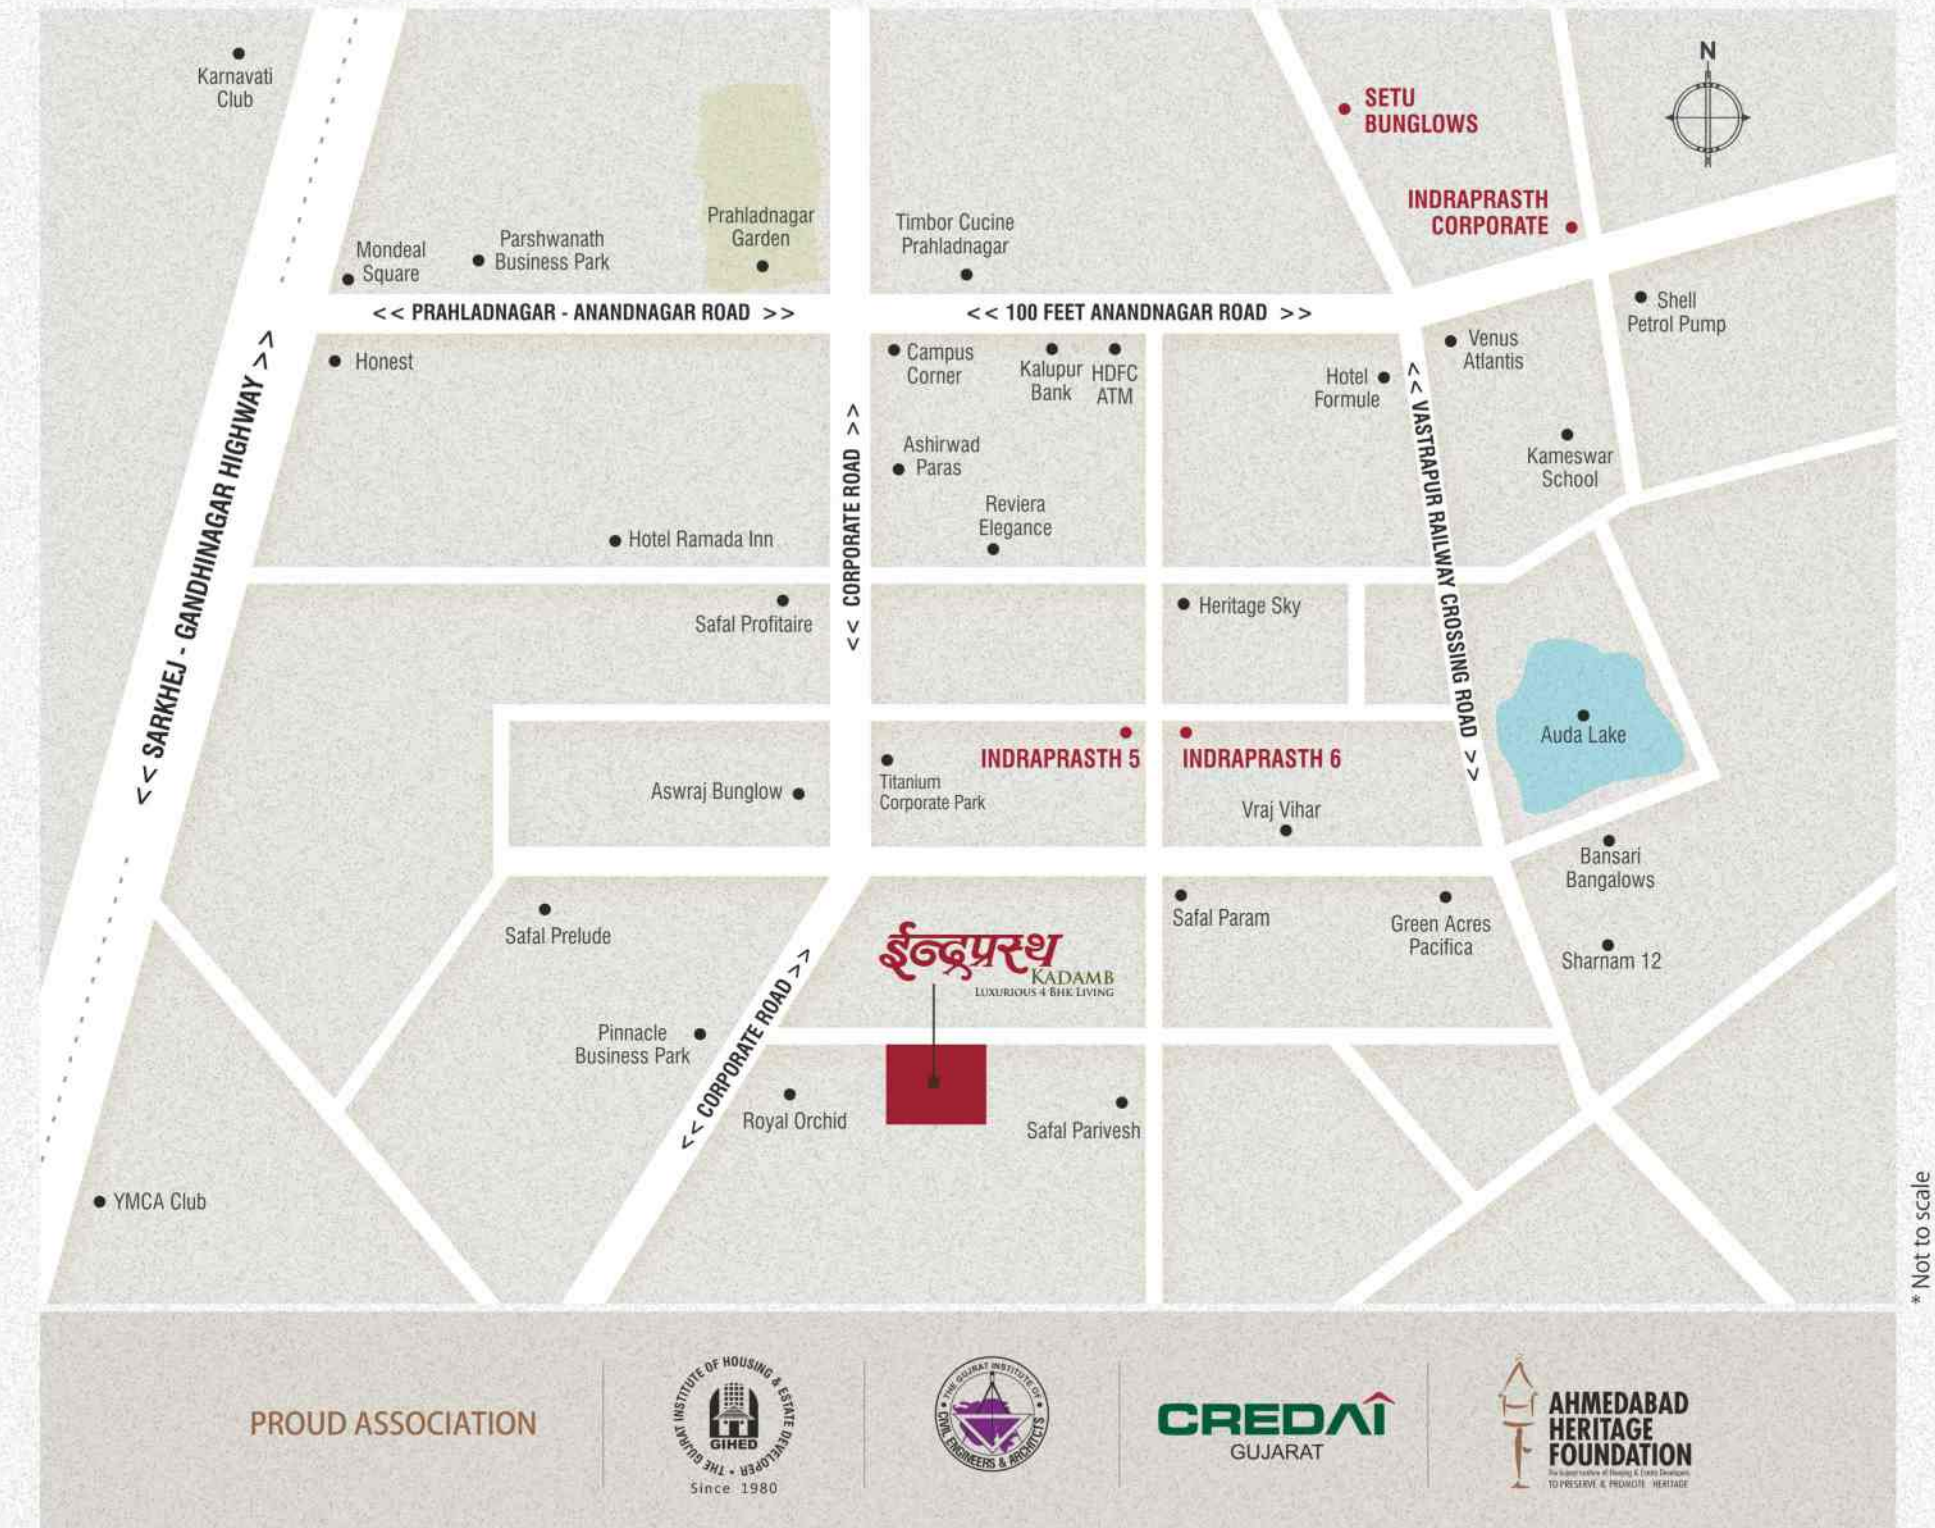 Karnavati
Club
N
SETU
BUNGLOWS
INDRAPRASTH
CORPORATE
Prahladnagar
Garden
Timbor Cucine
Prahladnagar
Parshwanath
Business Park
Mondeal
Square
Shell
Petrol Pump
<< PRAHLADNAGAR - ANANDNAGAR ROAD >>
<< 100 FEET ANANDNAGAR ROAD >>
Venus
Atlantis
Honest
Campus
Corner
Kalupur
Bank
HDFC
ATM
Hotel
Formule
<< SARKHEJ - GANDHINAGAR HIGHWAY >>
<< CORPORATE ROAD >>
<< VASTRAPUR RAILWAY CROSSING ROAD >>
Ashirwad
Paras
Kameswar
School
Reviera
Elegance
Hotel Ramada Inn
Safal Profitaire
Heritage Sky
Auda Lake
INDRAPRASTH 5
INDRAPRASTH 6
Aswraj Bunglow
Titanium
Corporate Park
Vraj Vihar
Bansari
Bangalows
Safal Prelude
Safal Param
Green Acres
Pacifica
Sharnam 12
ईन्द्रप्रस्थ
KADAMB
LUXURIOUS 4 BHK LIVING
<< CORPORATE ROAD >>
Pinnacle
Business Park
Royal Orchid
Safal Parivesh
YMCA Club
* Not to scale
PROUD ASSOCIATION
THE GUJRAT INSTITUTE OF HOUSING & ESTATE DEVELOPER
GIHED
Since 1980
THE GUJRAT INSTITUTE OF
CIVIL ENGINEERS & ARCHITCTS
CREDAI
GUJARAT
AHMEDABAD
HERITAGE
FOUNDATION
TO PRESERVE & PROMOTE HERITAGE